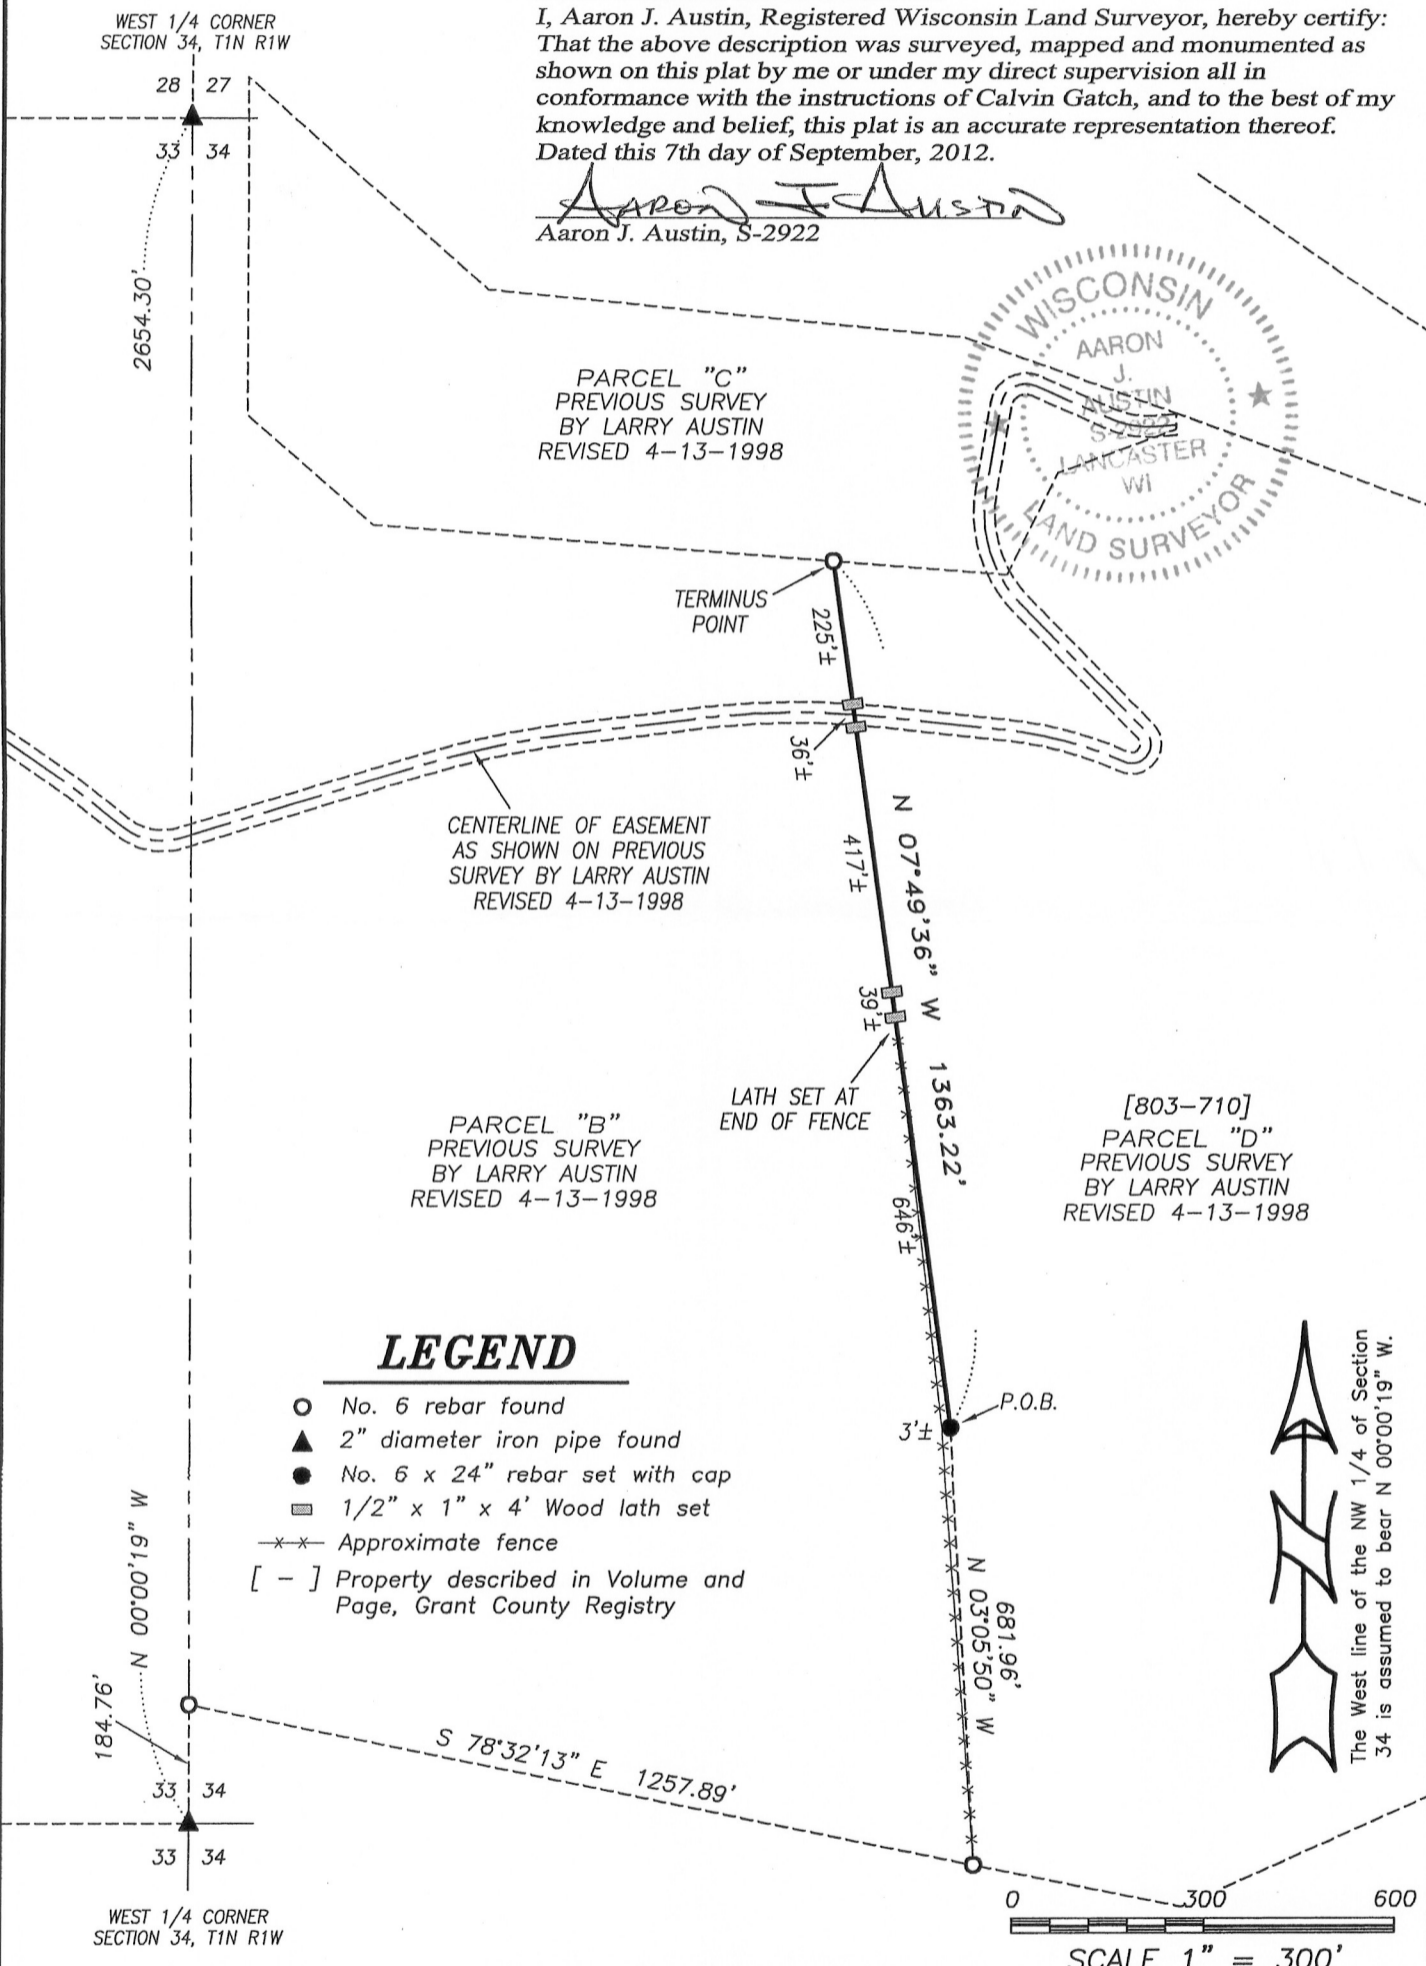 WEST 1/4 CORNER
SECTION 34, T1N R1W
28 27
33 34
2654.30'
I, Aaron J. Austin, Registered Wisconsin Land Surveyor, hereby certify:
That the above description was surveyed, mapped and monumented as
shown on this plat by me or under my direct supervision all in
conformance with the instructions of Calvin Gatch, and to the best of my
knowledge and belief, this plat is an accurate representation thereof.
Dated this 7th day of September, 2012.
AARON J AUSTIN
Aaron J. Austin, S-2922
WISCONSIN
AARON
J.
AUSTIN
S-2922
LANCASTER
WI
LAND SURVEYOR
PARCEL "C"
PREVIOUS SURVEY
BY LARRY AUSTIN
REVISED 4-13-1998
TERMINUS
POINT
225'±
36'±
CENTERLINE OF EASEMENT
AS SHOWN ON PREVIOUS
SURVEY BY LARRY AUSTIN
REVISED 4-13-1998
417'±
N 07°49'36" W 1363.22'
39'±
LATH SET AT
END OF FENCE
PARCEL "B"
PREVIOUS SURVEY
BY LARRY AUSTIN
REVISED 4-13-1998
[803-710]
PARCEL "D"
PREVIOUS SURVEY
BY LARRY AUSTIN
REVISED 4-13-1998
646'±
LEGEND
No. 6 rebar found
2" diameter iron pipe found
No. 6 x 24" rebar set with cap
1/2" x 1" x 4' Wood lath set
Approximate fence
[ - ] Property described in Volume and
Page, Grant County Registry
P.O.B.
3'±
681.96'
N 03°05'50" W
N 00°00'19" W
184.76'
S 78°32'13" E 1257.89'
33 34
33 34
WEST 1/4 CORNER
SECTION 34, T1N R1W
N
The West line of the NW 1/4 of Section
34 is assumed to bear N 00°00'19" W.
0 300 600
SCALE 1" = 300'